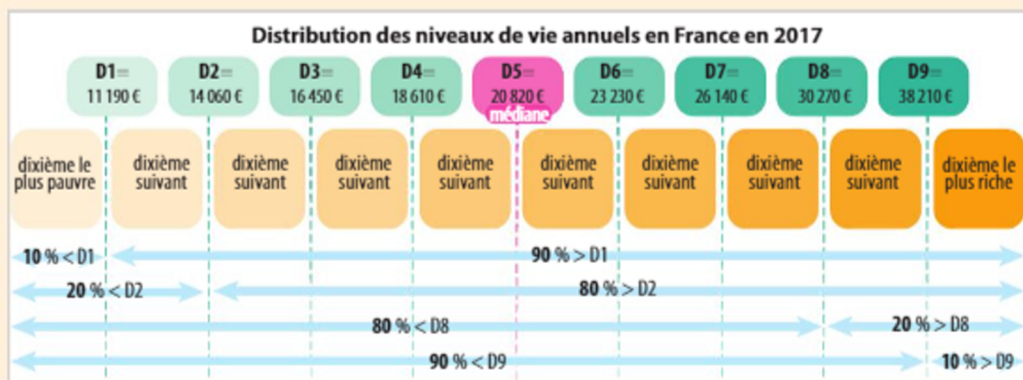 Distribution des niveaux de vie annuels en France en 2017
D1= D2= D3= D4= D5= D6= D7= D8= D9=
11 190 € 14 060 € 16 450 € 18 610 € 20 820 € 23 230 € 26 140 € 30 270 € 38 210 €
médiane
dixième le dixième dixième dixième dixième dixième dixième dixième dixième dixième le
plus pauvre suivant suivant suivant suivant suivant suivant suivant suivant plus riche
10 % < D1 90 % > D1
20 % < D2 80 % > D2
80 % < D8 20 % > D8
90 % < D9 10 % > D9